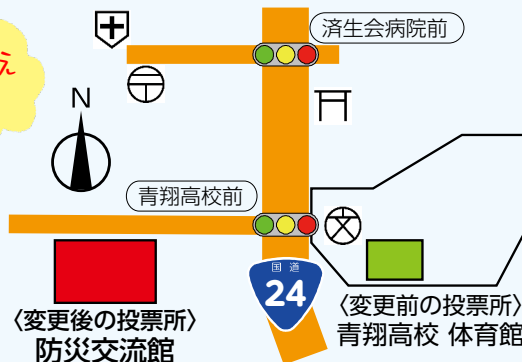 え
済生会病院前
N
青翔高校前
国道
24
〈変更後の投票所〉
防災交流館
〈変更前の投票所〉
青翔高校 体育館